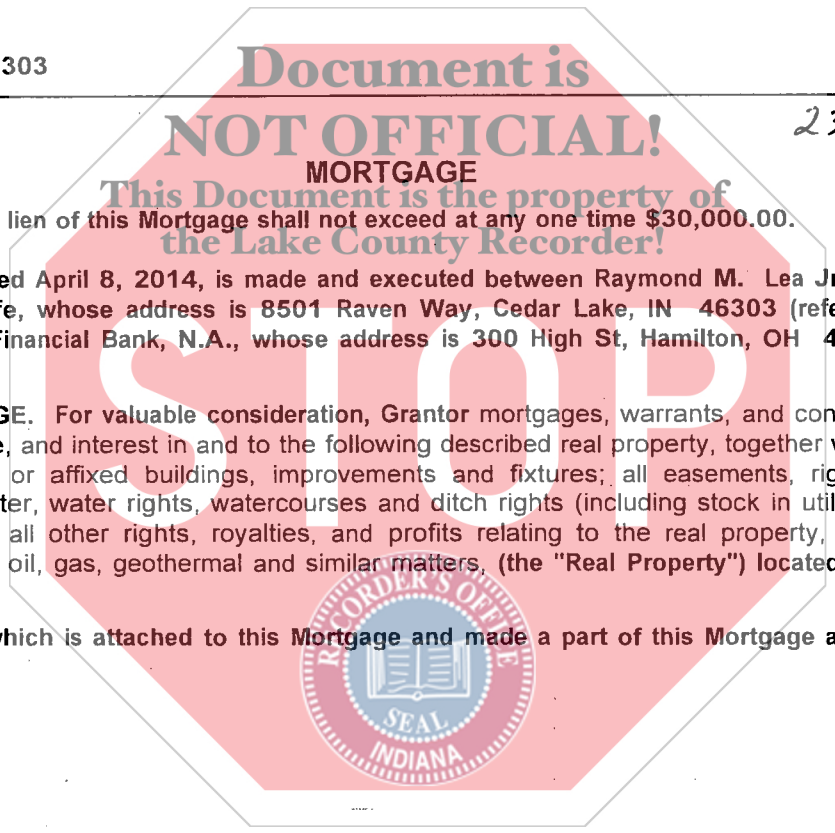 303
Document is
23
NOT OFFICIAL!
MORTGAGE
This Document is the property of
lien of this Mortgage shall not exceed at any one time $30,000.00.
the Lake County Recorder!
ed April 8, 2014, is made and executed between Raymond M. Lea Jr
fe, whose address is 8501 Raven Way, Cedar Lake, IN 46303 (refe
Financial Bank, N.A., whose address is 300 High St, Hamilton, OH 4
STOP
GE. For valuable consideration, Grantor mortgages, warrants, and con
e, and interest in and to the following described real property, together
or affixed buildings, improvements and fixtures; all easements, rig
ter, water rights, watercourses and ditch rights (including stock in util
all other rights, royalties, and profits relating to the real property,
oil, gas, geothermal and similar matters, (the "Real Property") located
RECORDER'S OFFICE
which is attached to this Mortgage and made a part of this Mortgage a
SEAL
INDIANA